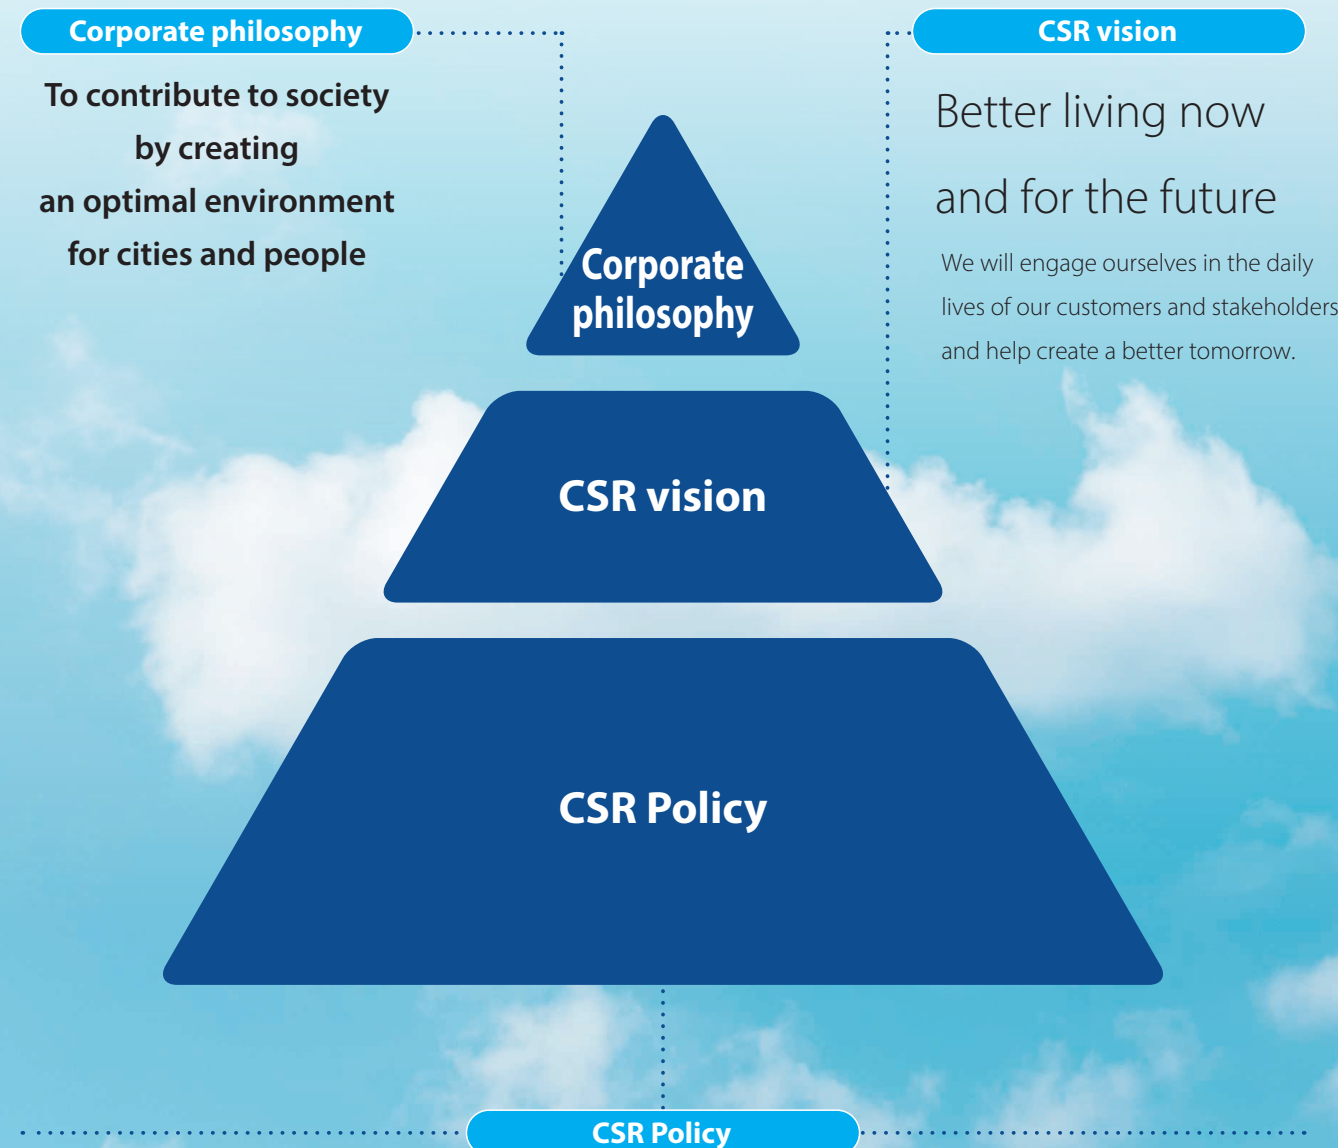 Corporate philosophy
To contribute to society
by creating
an optimal environment
for cities and people
CSR vision
Better living now
and for the future
We will engage ourselves in the daily
lives of our customers and stakeholders
and help create a better tomorrow.
Corporate
philosophy
CSR vision
CSR Policy
CSR Policy